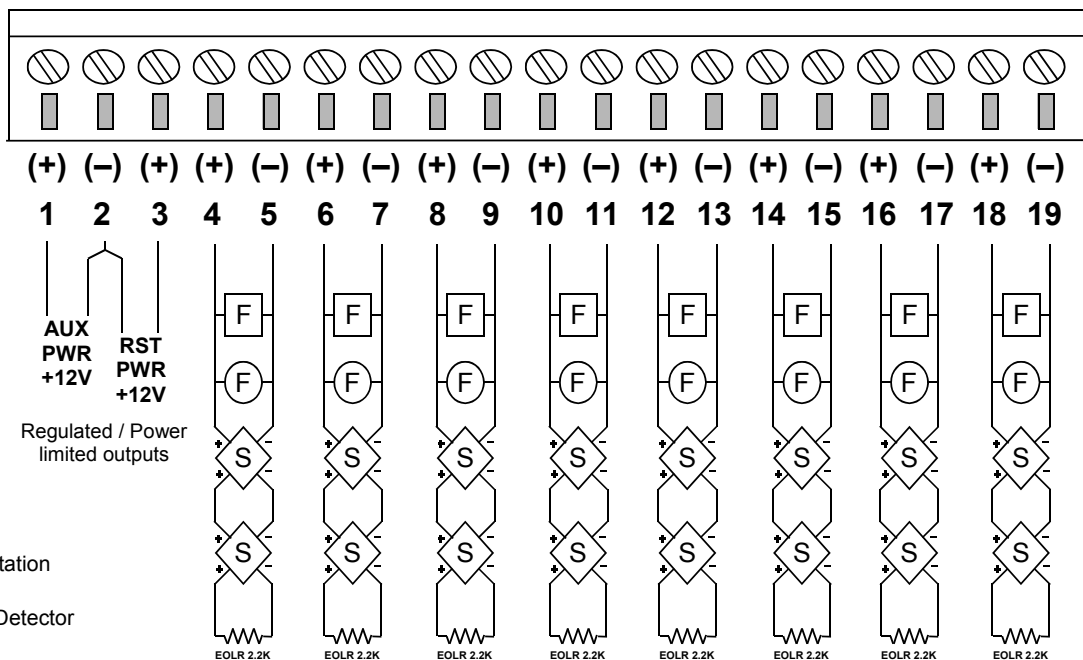 (+) (–) (+) (+) (–) (+) (–) (+) (–) (+) (–) (+) (–) (+) (–) (+) (–) (+) (–)
1 2 3 4 5 6 7 8 9 10 11 12 13 14 15 16 17 18 19
AUX
PWR
+12V
RST
PWR
+12V
Regulated / Power
limited outputs
F F F F F F F F
F F F F F F F F
+ - + - + - + - + - + - + - + -
S S S S S S S S
+ - + - + - + - + - + - + - + -
+ - + - + - + - + - + - + - + -
S S S S S S S S
+ - + - + - + - + - + - + - + -
tation
Detector
EOLR 2.2K EOLR 2.2K EOLR 2.2K EOLR 2.2K EOLR 2.2K EOLR 2.2K EOLR 2.2K EOLR 2.2K